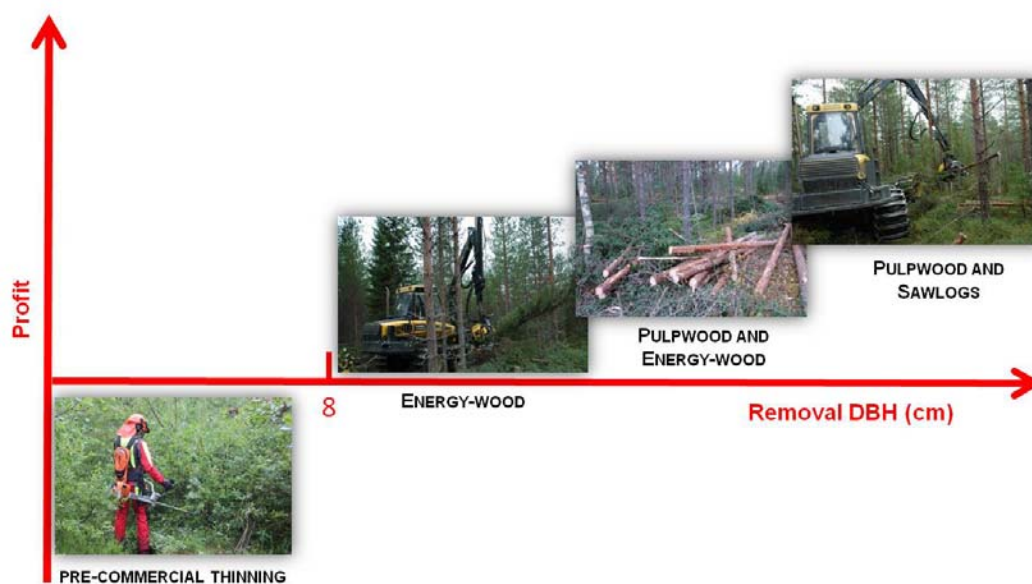 Profit
PULPWOOD AND
SAWLOGS
PULPWOOD AND
ENERGY-WOOD
8
ENERGY-WOOD
Removal DBH (cm)
PRE-COMMERCIAL THINNING